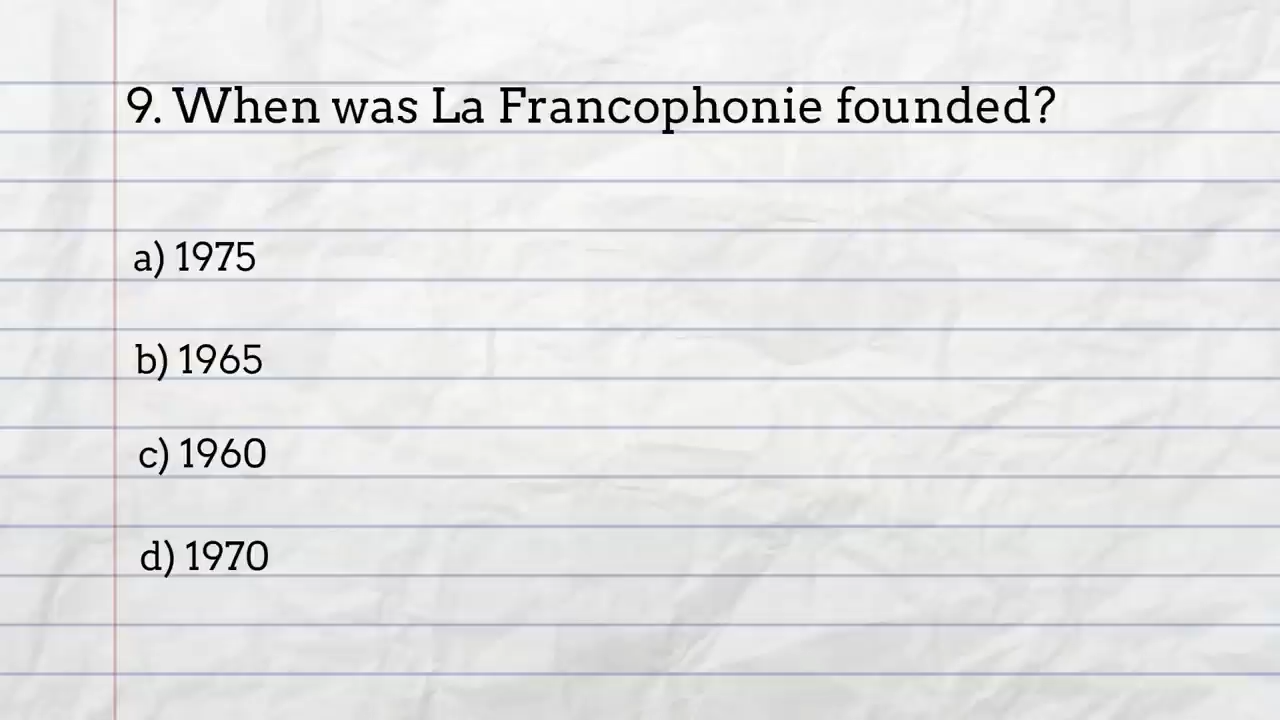 9. When was La Francophonie founded?
a) 1975
b) 1965
c) 1960
d) 1970